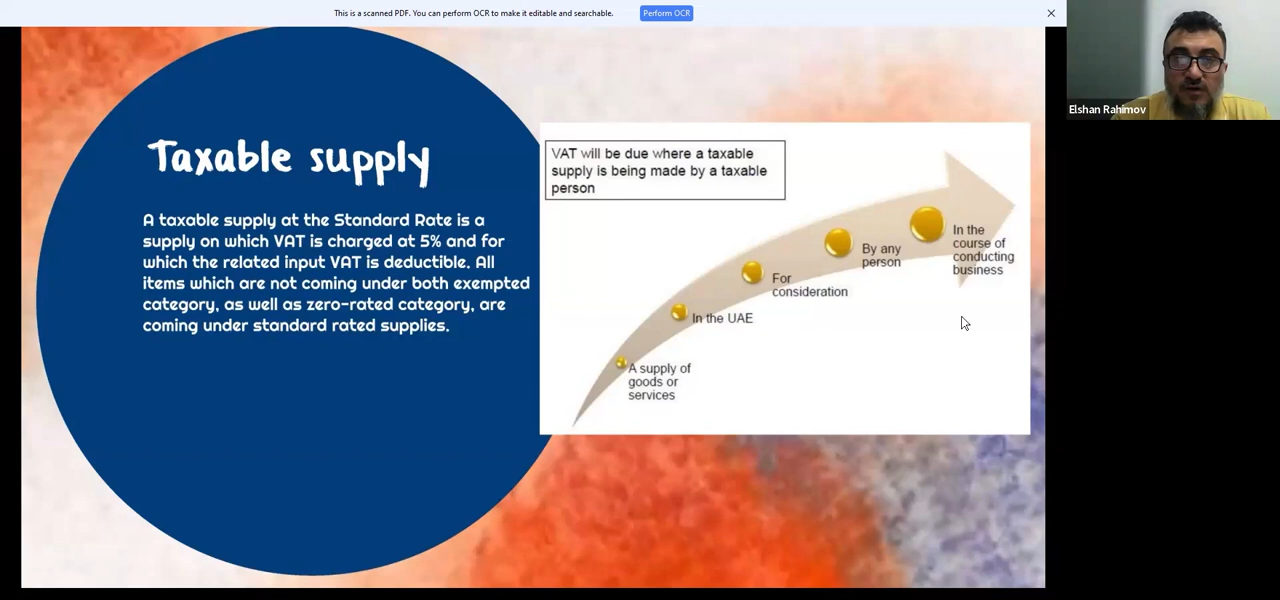 This is a scanned PDF. You can perform OCR to make it editable and searchable.
Perform OCR
Elshan Rahimov
Taxable supply
A taxable supply at the Standard Rate is a
supply on which VAT is charged at 5% and for
which the related input VAT is deductible. All
items which are not coming under both exempted
category, as well as zero-rated category, are
coming under standard rated supplies.
VAT will be due where a taxable
supply is being made by a taxable
person
A supply of
goods or
services
In the UAE
For
consideration
By any
person
In the
course of
conducting
business